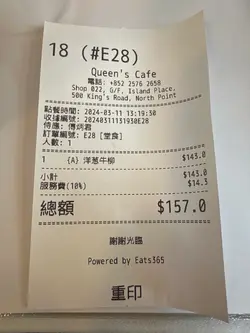 18 (#E28)
Queen's Cafe
電話: +852 2576 2658
Shop 022, G/F, Island Place,
500 King's Road, North Point
點餐時間: 2024-03-11 13:19:30
收據編號: 20240311131930E28
侍應: 傅炳君
訂單編號: E28 [堂食]
人數: 1
1 {A} 洋葱牛柳 $143.0
小計 $143.0
服務費(10%) $14.3
總額 $157.0
謝謝光臨
Powered by Eats365
重印